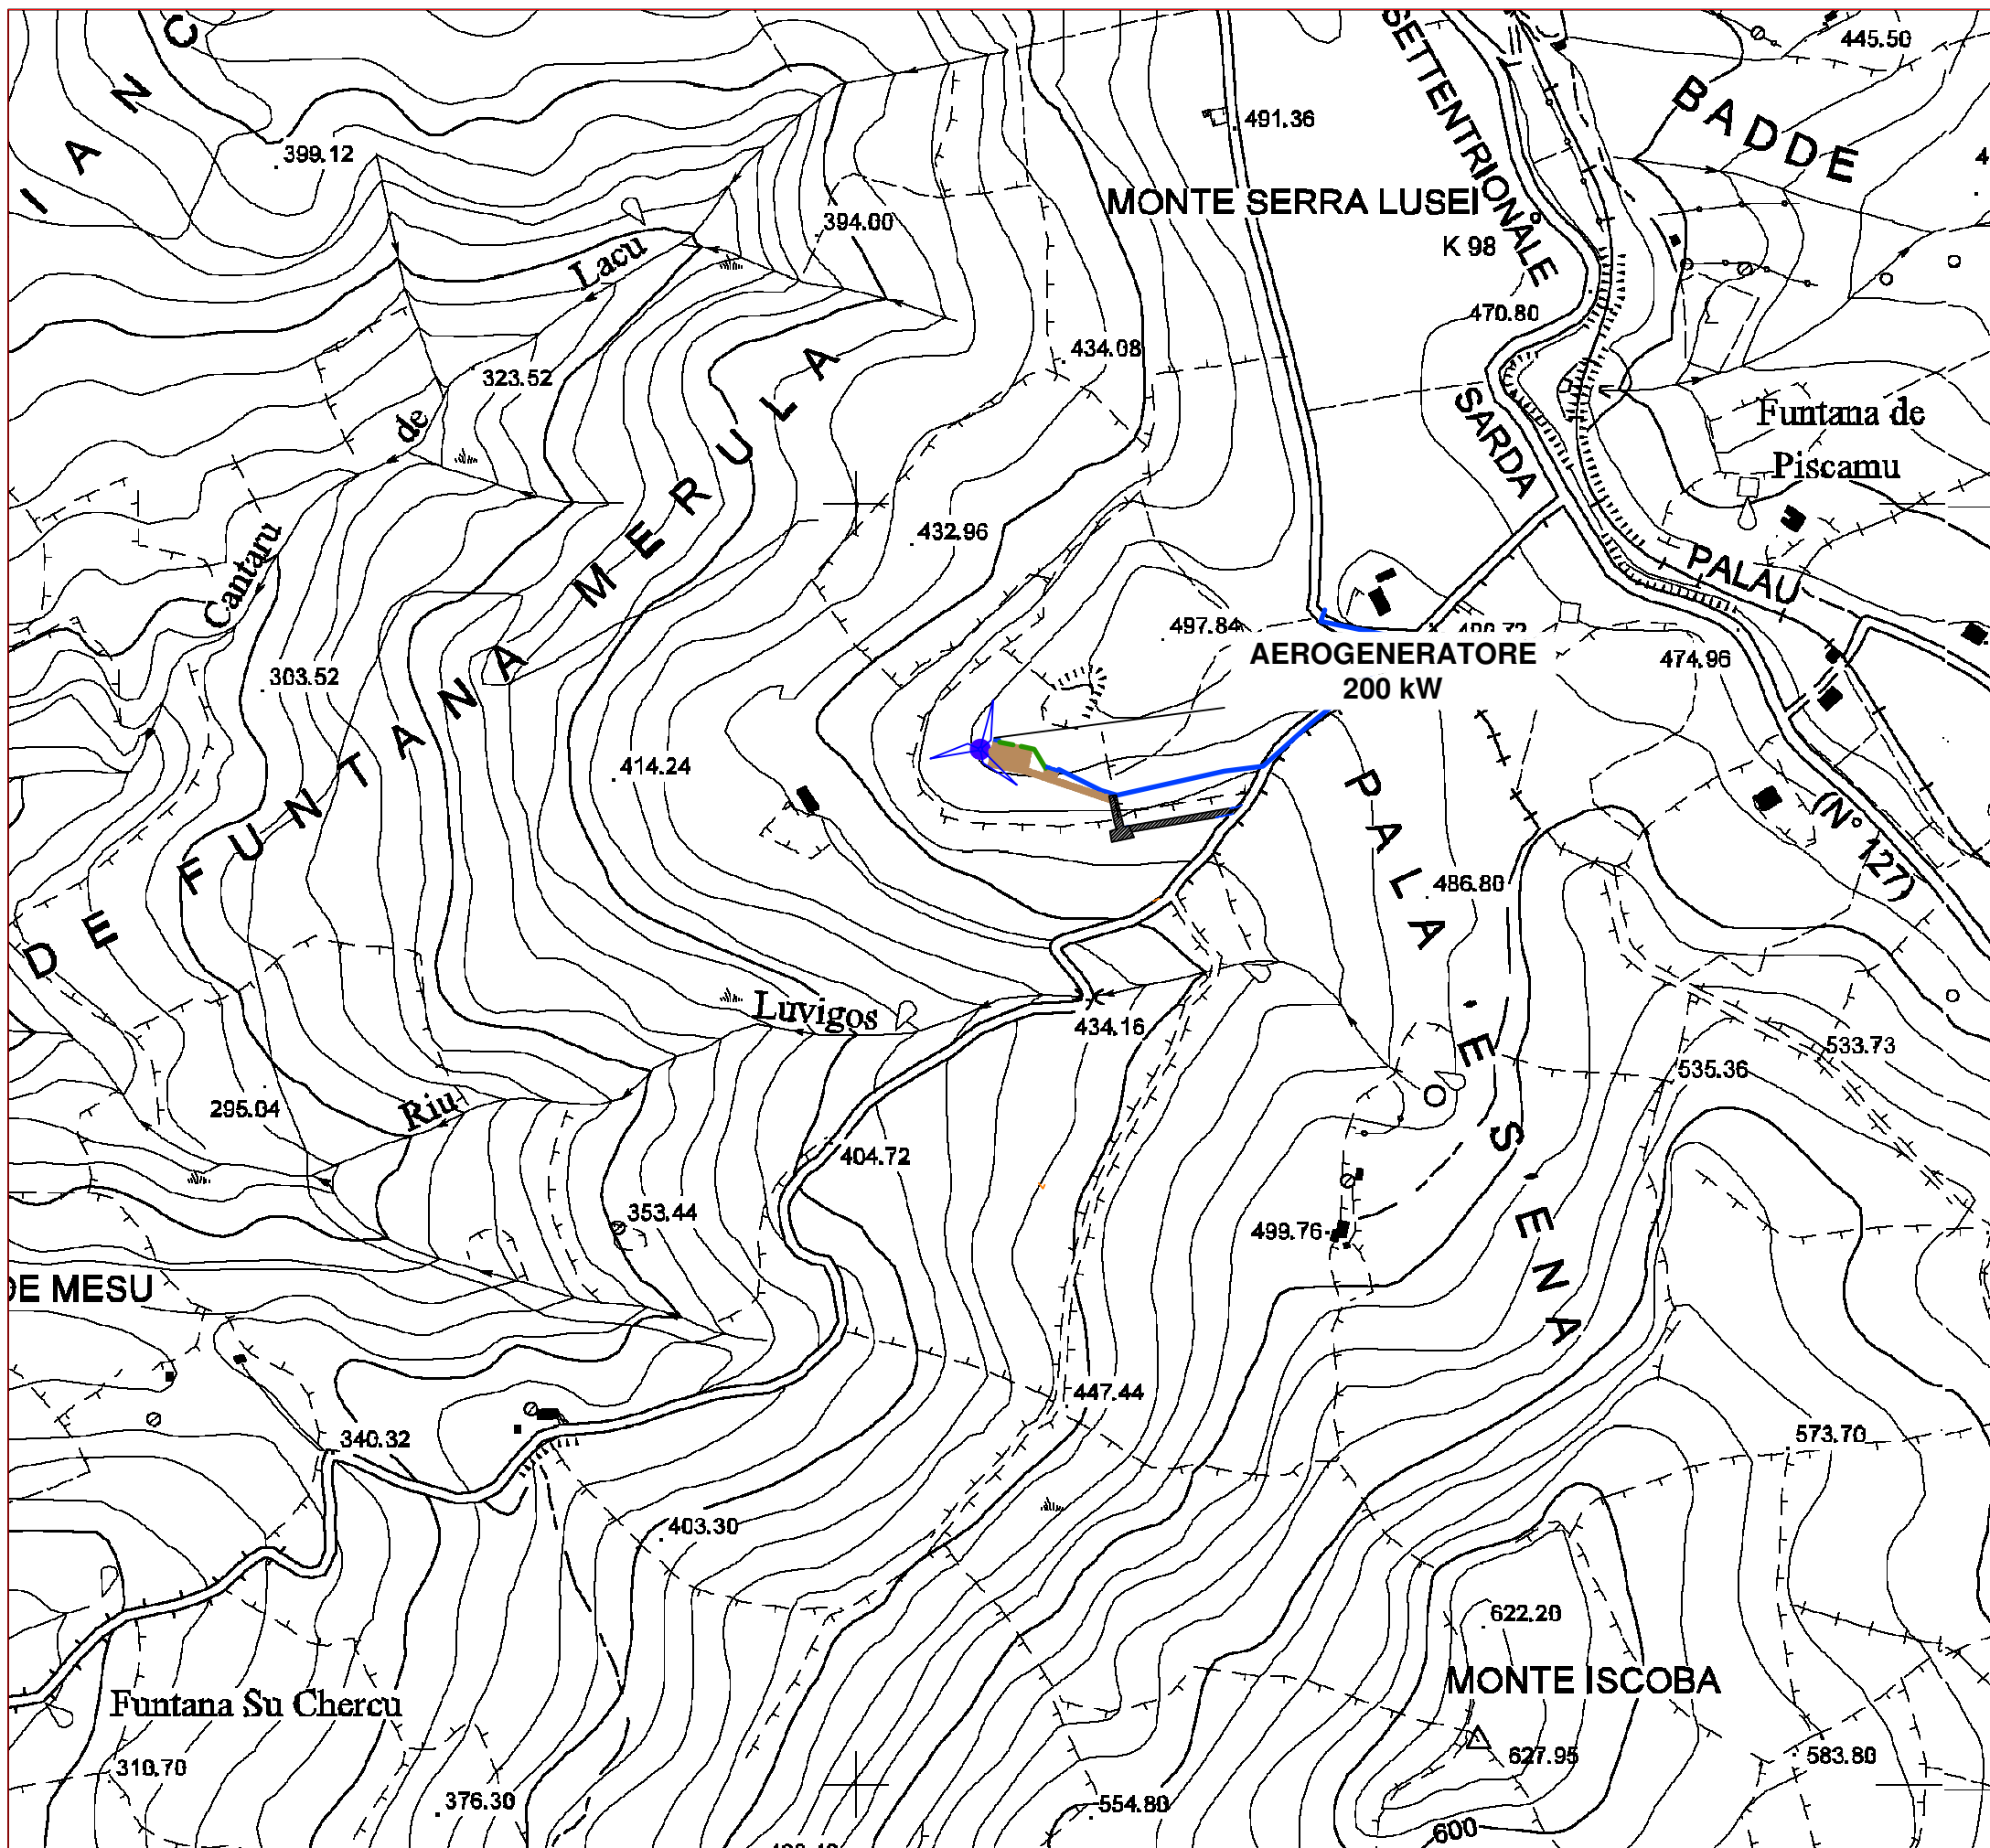 445.50
BADDE
SETTENTRIONALE
491.36
399.12
IANC
MONTE SERRA LUSEI
K 98
394.00
Lacu
470.80
434.08
323.52
SARDA
Funtana de
Piscamu
de
432.96
Cantaru
PALAU
497.84
AEROGENERATORE
200 kW
474.96
303.52
DE FUNTANA MERULA
414.24
(N° 127)
486.80
PALA 'E S'ENA
Luvigos
434.16
533.73
535.36
295.04
Riu
404.72
353.44
499.76
DE MESU
447.44
573.70
340.32
403.30
622.20
MONTE ISCOBA
Funtana Su Chercu
627.95
583.80
310.70
376.30
554.80
600